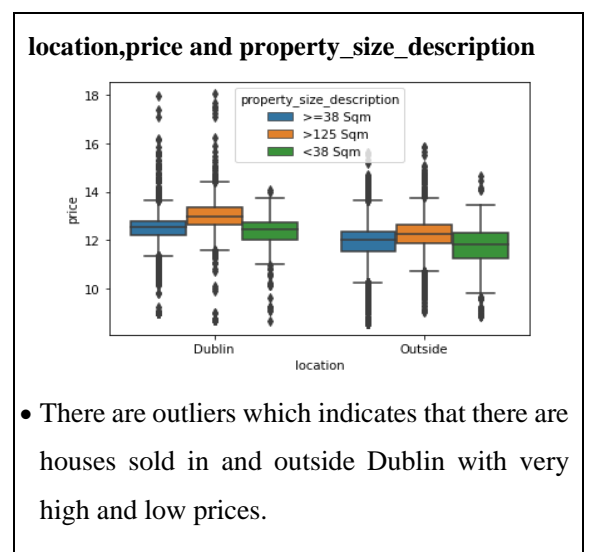 location,price and property_size_description
property_size_description
>=38 Sqm
>125 Sqm
<38 Sqm
price
18
16
14
12
10
Dublin
Outside
location
• There are outliers which indicates that there are
houses sold in and outside Dublin with very
high and low prices.